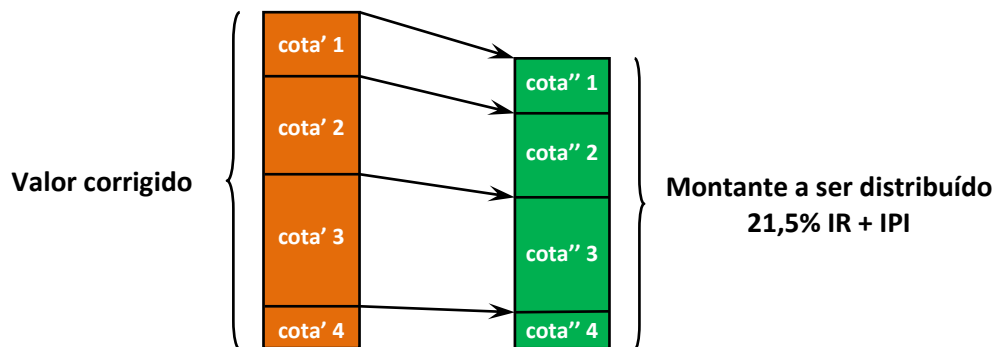 Valor corrigido
cota’ 1
cota’ 2
cota’ 3
cota’ 4
cota’’ 1
cota’’ 2
cota’’ 3
cota’’ 4
Montante a ser distribuído
21,5% IR + IPI